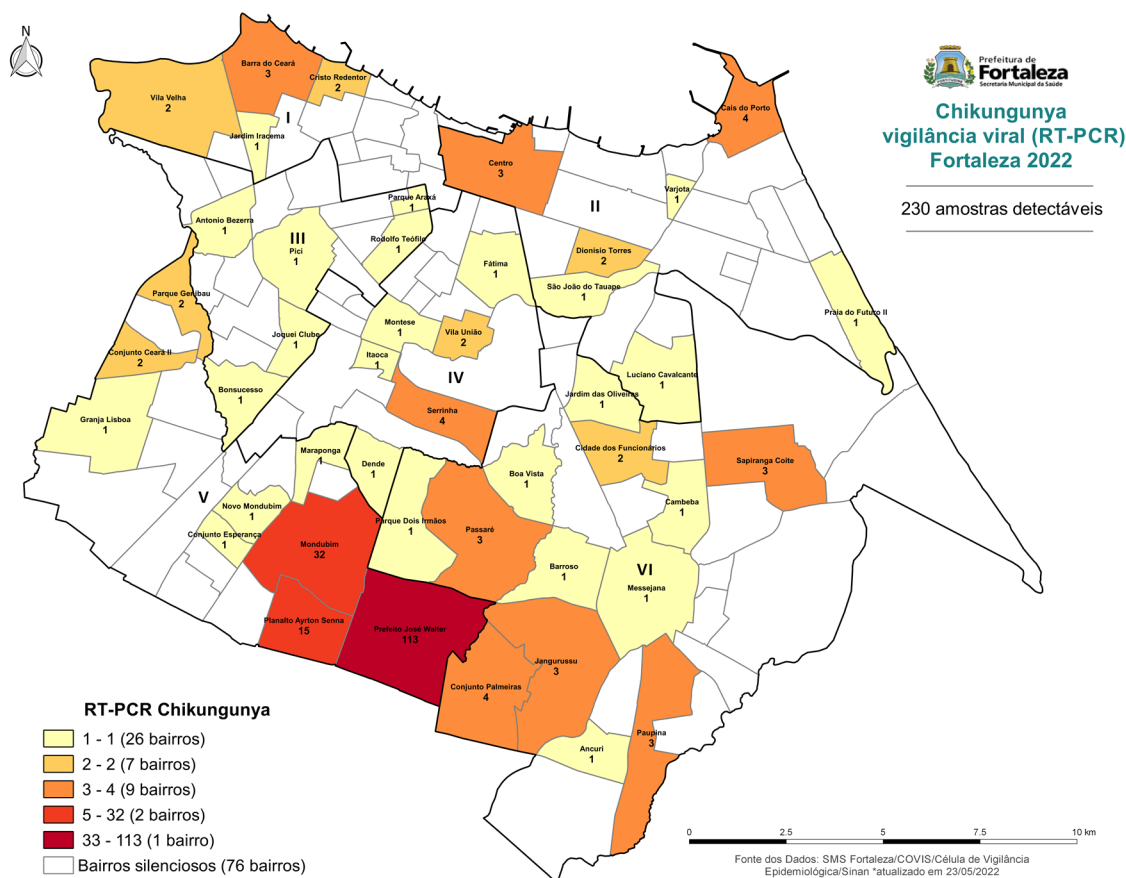 N
Prefeitura de
Fortaleza
Secretaria Municipal da Saúde
Chikungunya
vigilância viral (RT-PCR)
Fortaleza 2022
230 amostras detectáveis
Barra do Ceará
3
Cristo Redentor
2
Vila Velha
2
I
Jardim Iracema
1
Cais do Porto
4
Centro
3
II
Varjota
1
Parque Araxá
1
Antonio Bezerra
1
III
Pici
1
Rodolfo Teófilo
1
Fátima
1
Dionisio Torres
2
São João do Tauape
1
Parque Genibau
2
Praia do Futuro II
1
Montese
1
Vila União
2
Joquei Clube
1
Itaoca
1
Conjunto Ceará II
2
IV
Luciano Cavalcante
1
Bonsucesso
1
Jardim das Oliveiras
1
Serrinha
4
Granja Lisboa
1
Maraponga
1
Dende
1
Cidade dos Funcionários
2
Sapiranga Coite
3
Boa Vista
1
V
Novo Mondubim
1
Cambeba
1
Conjunto Esperança
1
Parque Dois Irmãos
1
Passaré
3
Mondubim
32
Barroso
1
VI
Messejana
1
Planalto Ayrton Senna
15
Prefeito José Walter
113
Jangurussu
3
Conjunto Palmeiras
4
Paupina
3
Ancuri
1
RT-PCR Chikungunya
1 - 1 (26 bairros)
2 - 2 (7 bairros)
3 - 4 (9 bairros)
5 - 32 (2 bairros)
33 - 113 (1 bairro)
Bairros silenciosos (76 bairros)
0 2.5 5 7.5 10 km
Fonte dos Dados: SMS Fortaleza/COVIS/Célula de Vigilância
Epidemiológica/Sinan *atualizado em 23/05/2022